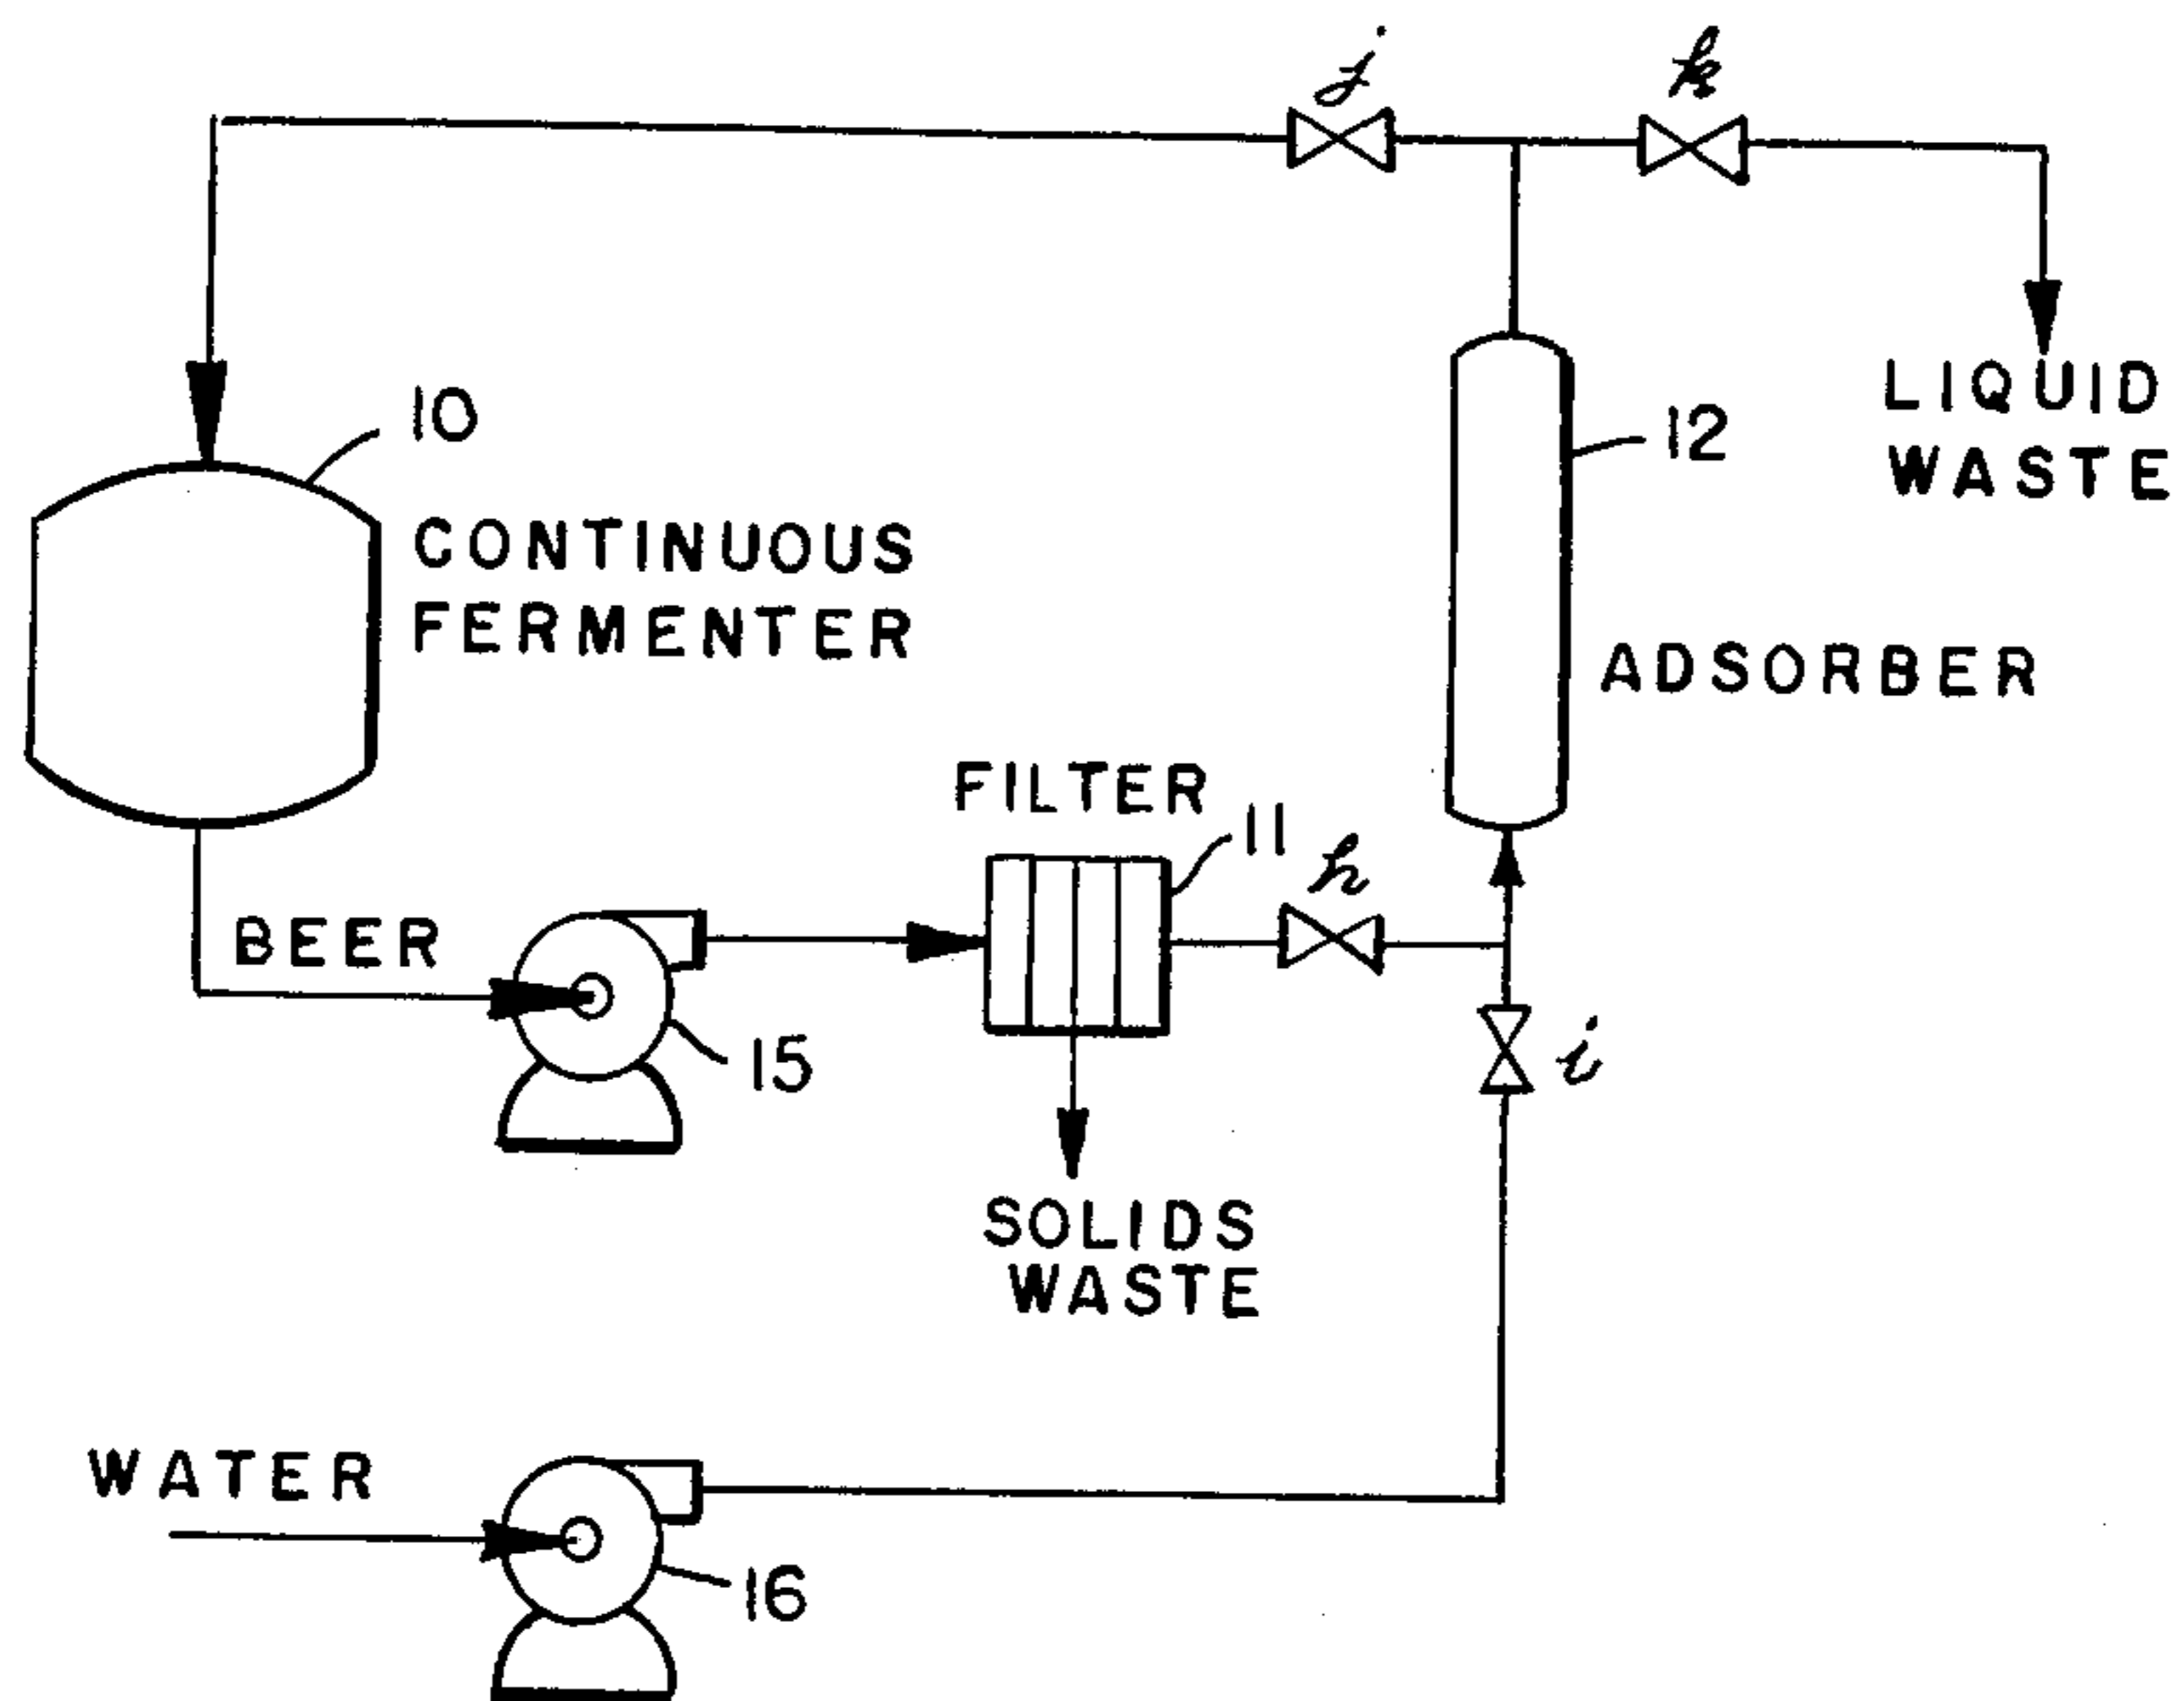 j
k
10
12
LIQUID
WASTE
CONTINUOUS
FERMENTER
ADSORBER
FILTER
11
h
BEER
15
i
SOLIDS
WASTE
WATER
16